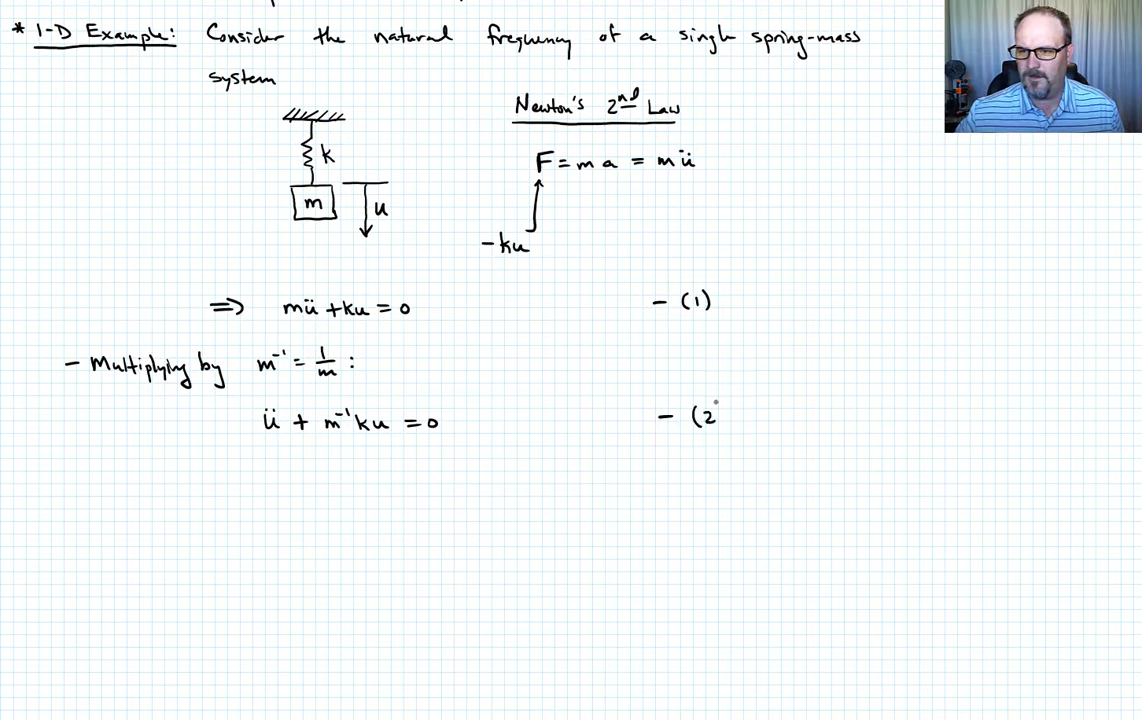 * 1-D Example: Consider the natural frequency of a single spring-mass
system
Newton's 2nd Law
k
F = m a = m ü
m
u
-ku
⇒ mü + ku = 0 - (1)
- Multiplying by m⁻¹ = 1/m :
ü + m⁻¹ku = 0 - (2